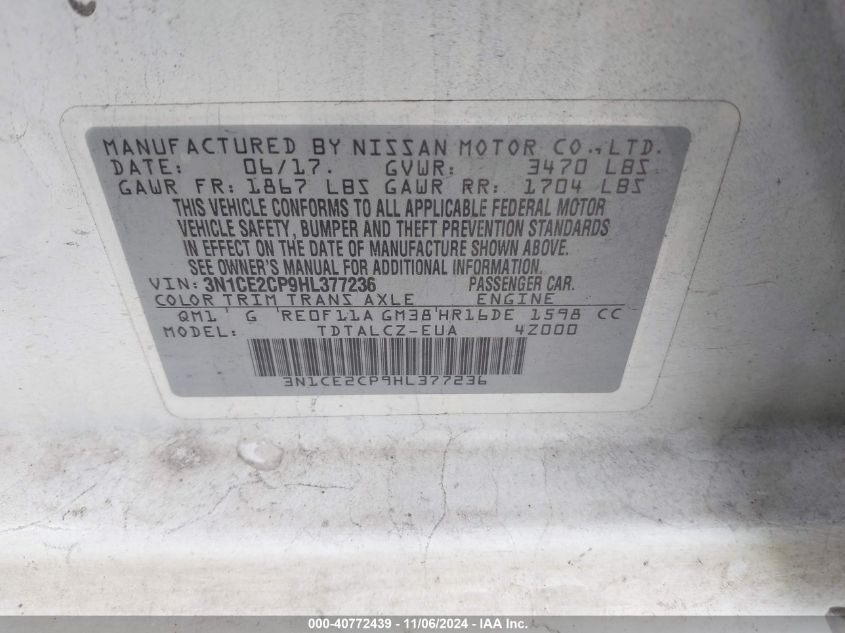 MANUFACTURED BY NISSAN MOTOR CO.,LTD.
DATE: 06/17. GVWR: 3470 LBS
GAWR FR: 1867 LBS GAWR RR: 1704 LBS
THIS VEHICLE CONFORMS TO ALL APPLICABLE FEDERAL MOTOR
VEHICLE SAFETY, BUMPER AND THEFT PREVENTION STANDARDS
IN EFFECT ON THE DATE OF MANUFACTURE SHOWN ABOVE.
SEE OWNER'S MANUAL FOR ADDITIONAL INFORMATION.
VIN: 3N1CE2CP9HL377236 PASSENGER CAR.
COLOR TRIM TRANS AXLE ENGINE
QM1 G RE0F11A GM38 HR16DE 1598 CC
MODEL: TDTALCZ-EUA 4Z000
3N1CE2CP9HL377236
000-40772439 - 11/06/2024 - IAA Inc.